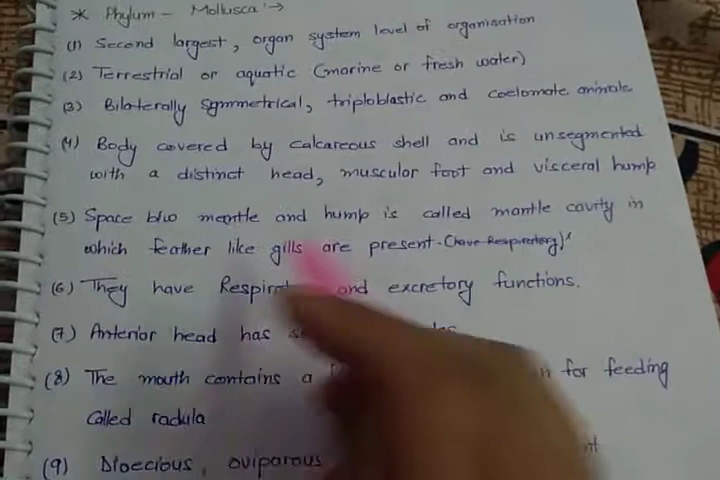 * Phylum - Mollusca :→
(1) Second largest, organ system level of organisation
(2) Terrestrial or aquatic (marine or fresh water)
(3) Bilaterally symmetrical, triploblastic and coelomate animals
(4) Body covered by calcareous shell and is unsegmented
with a distinct head, muscular foot and visceral hump
(5) Space b/w mantle and hump is called mantle cavity in
which feather like gills are present. (have Respiratory)
(6) They have and excretory functions.
(7) Anterior head has
(8) The mouth contains a for feeding
called radula
(9) Dioecious, oviparous